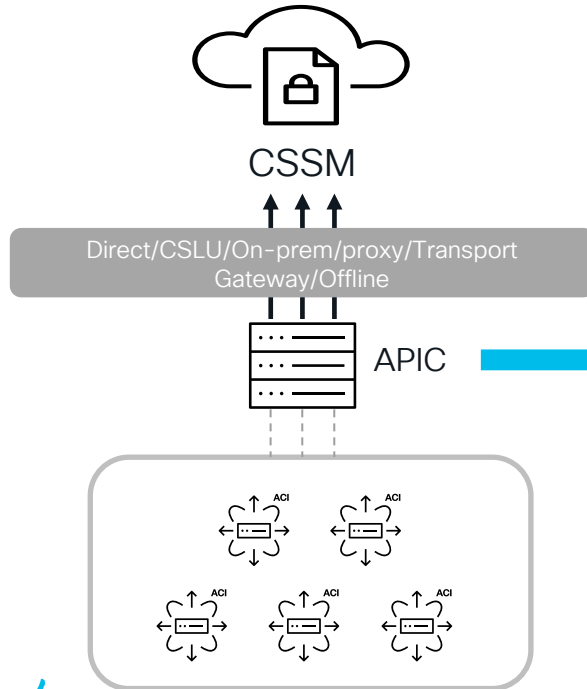 CSSM
Direct/CSLU/On-prem/proxy/Transport
Gateway/Offline
APIC
ACI
ACI
ACI
ACI
ACI